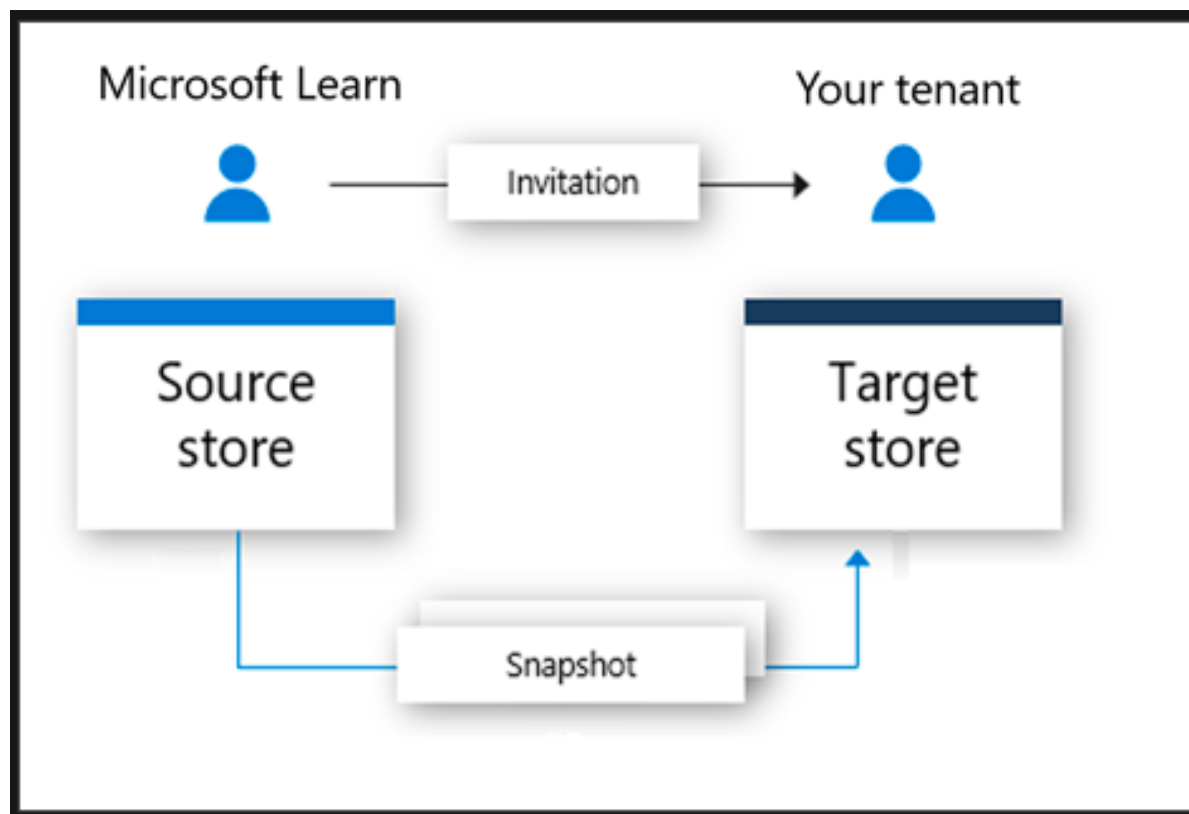 Microsoft Learn
Your tenant
Invitation
Source
store
Target
store
Snapshot